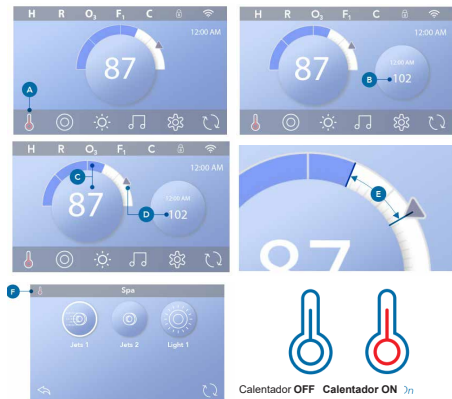 H R O₃ F₁ C
12:00 AM
87
A
H R O₃ F₁ C
12:00 AM
87
12:00 AM
102
B
H R O₃ F₁ C
12:00 AM
C
87
12:00 AM
102
D
E
87
F
Spa
Jets 1 Jets 2 Light 1
Calentador OFF Calentador ON On